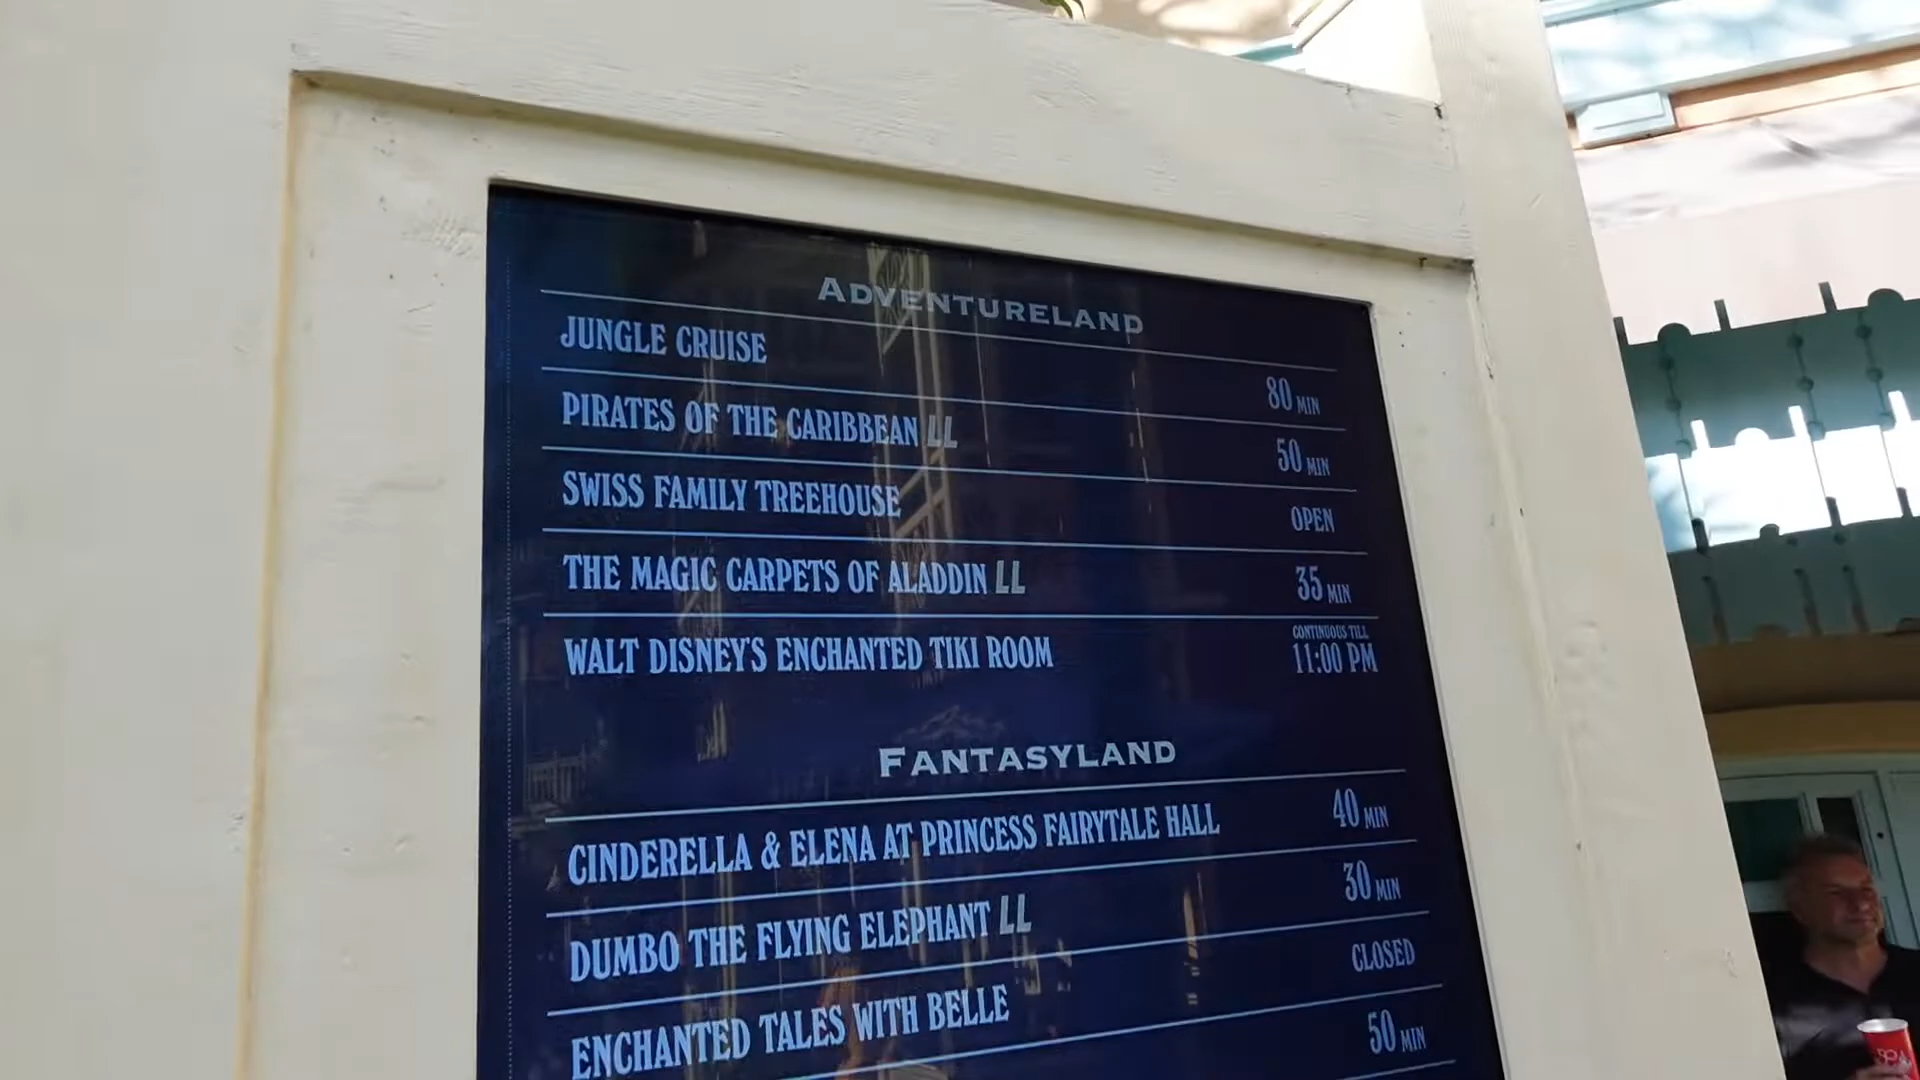 ADVENTURELAND
JUNGLE CRUISE 80 MIN
PIRATES OF THE CARIBBEAN LL 50 MIN
SWISS FAMILY TREEHOUSE OPEN
THE MAGIC CARPETS OF ALADDIN LL 35 MIN
WALT DISNEY'S ENCHANTED TIKI ROOM CONTINUOUS TILL 11:00 PM
FANTASYLAND
CINDERELLA & ELENA AT PRINCESS FAIRYTALE HALL 40 MIN
DUMBO THE FLYING ELEPHANT LL 30 MIN
ENCHANTED TALES WITH BELLE CLOSED
50 MIN